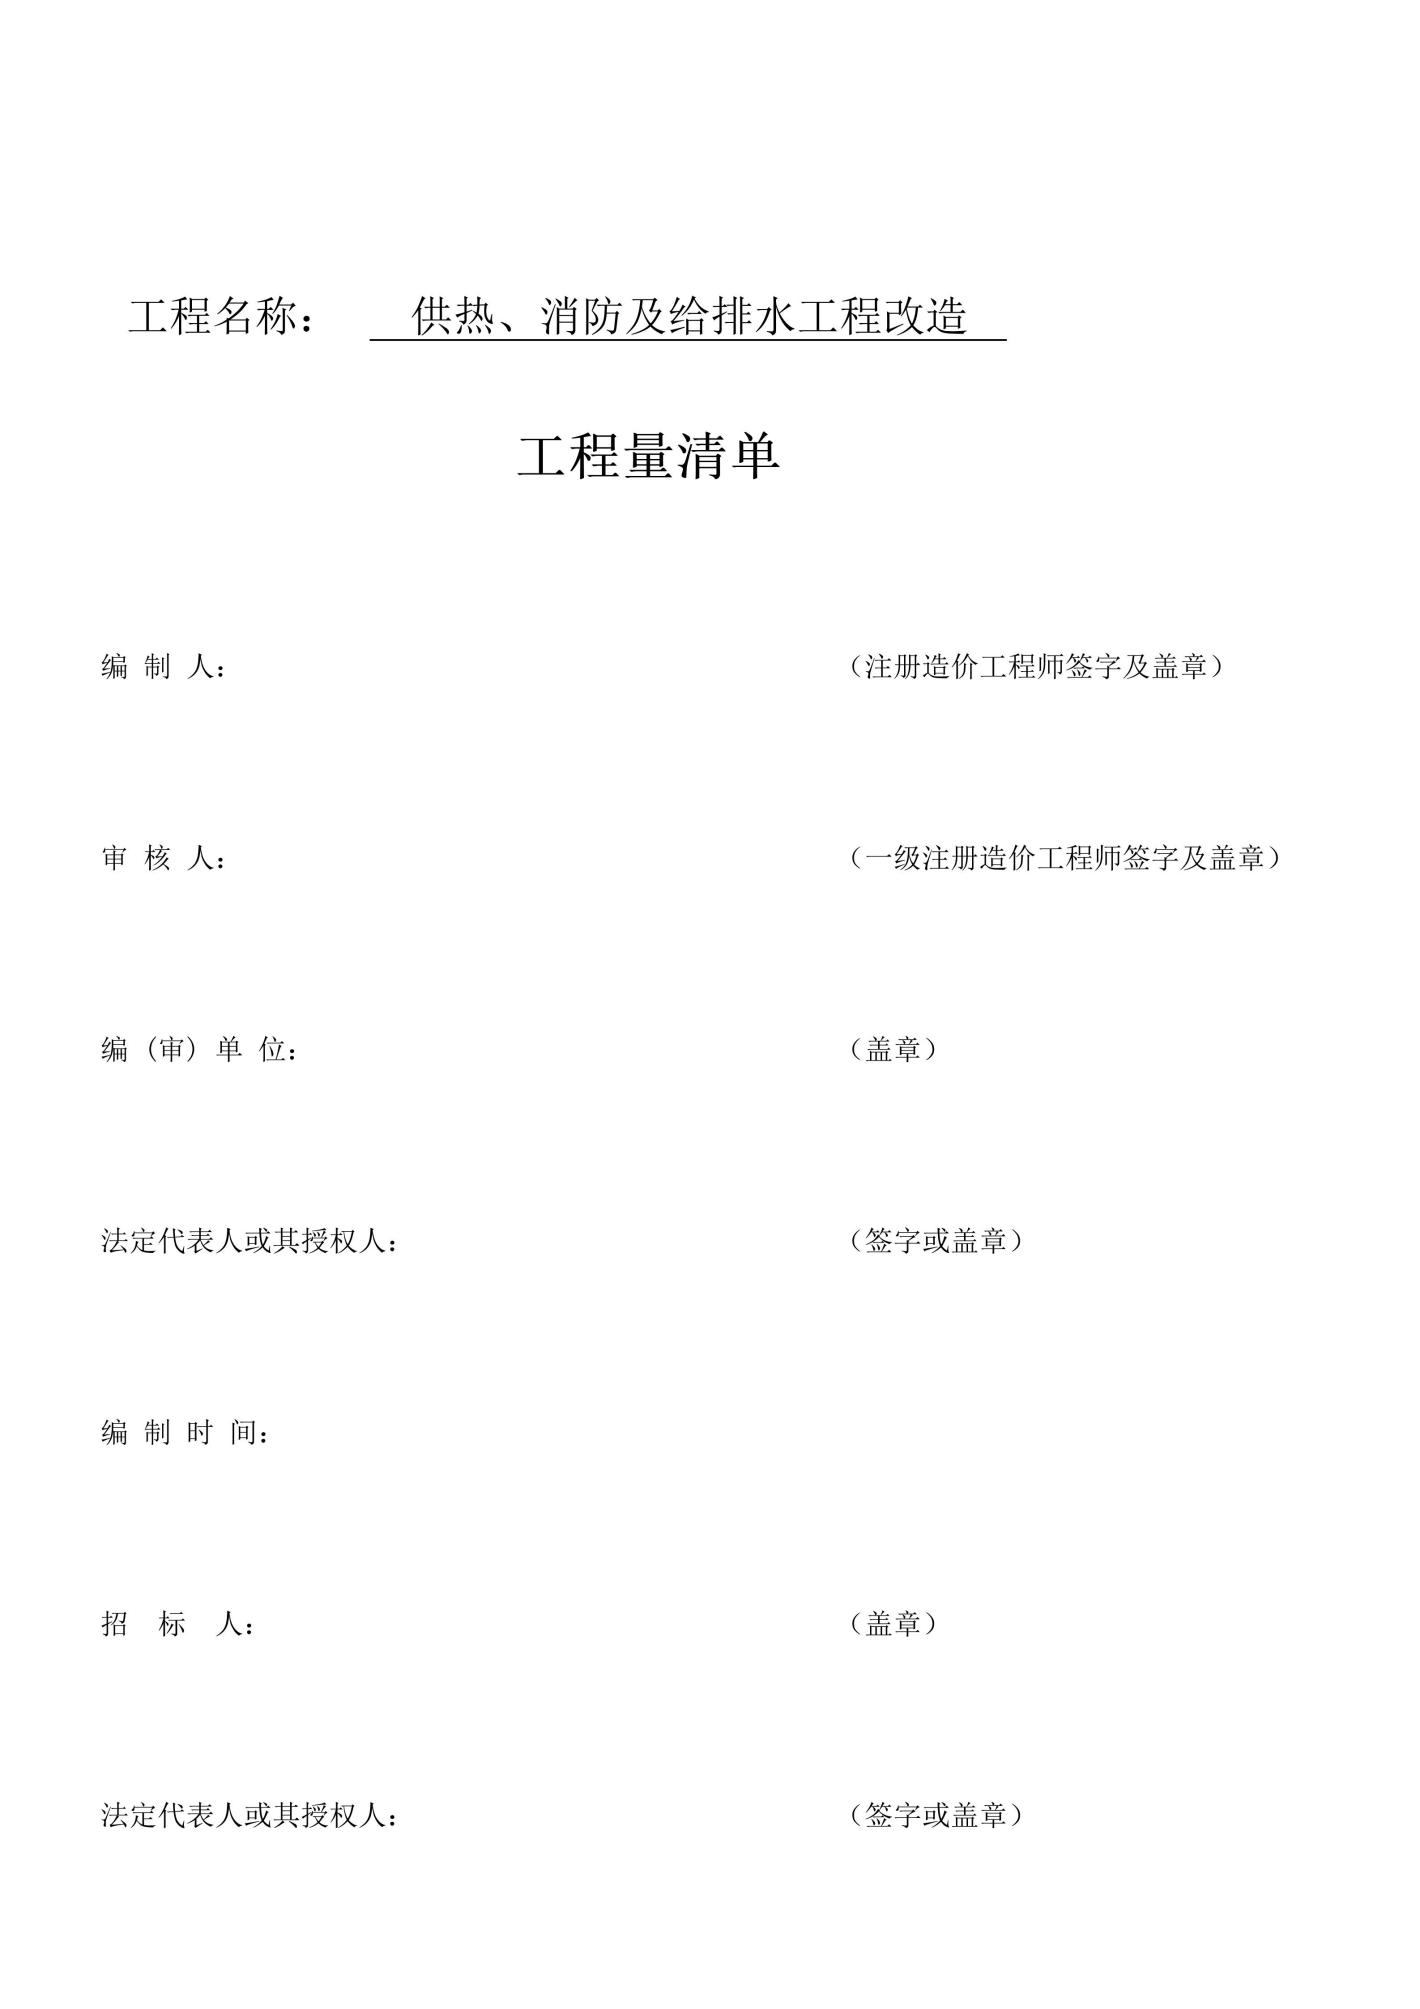 工程名称： 供热、消防及给排水工程改造
工程量清单
编 制 人： （注册造价工程师签字及盖章）
审 核 人： （一级注册造价工程师签字及盖章）
编（审）单 位： （盖章）
法定代表人或其授权人： （签字或盖章）
编 制 时 间：
招 标 人： （盖章）
法定代表人或其授权人： （签字或盖章）